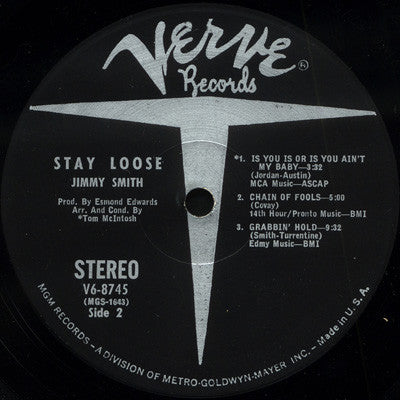 Verve
®
Records
STAY LOOSE
JIMMY SMITH
Prod. By Esmond Edwards
Arr. And Cond. By
*Tom McIntosh
STEREO
V6-8745
(MGS-1643)
Side 2
*1. IS YOU IS OR IS YOU AIN'T
MY BABY—3:32
(Jordan-Austin)
MCA Music—ASCAP
2. CHAIN OF FOOLS—5:00
(Covay)
14th Hour/Pronto Music—BMI
3. GRABBIN' HOLD—9:32
(Smith-Turrentine)
Edmy Music—BMI
MGM RECORDS – A DIVISION OF METRO-GOLDWYN-MAYER INC. – Made in U.S.A.